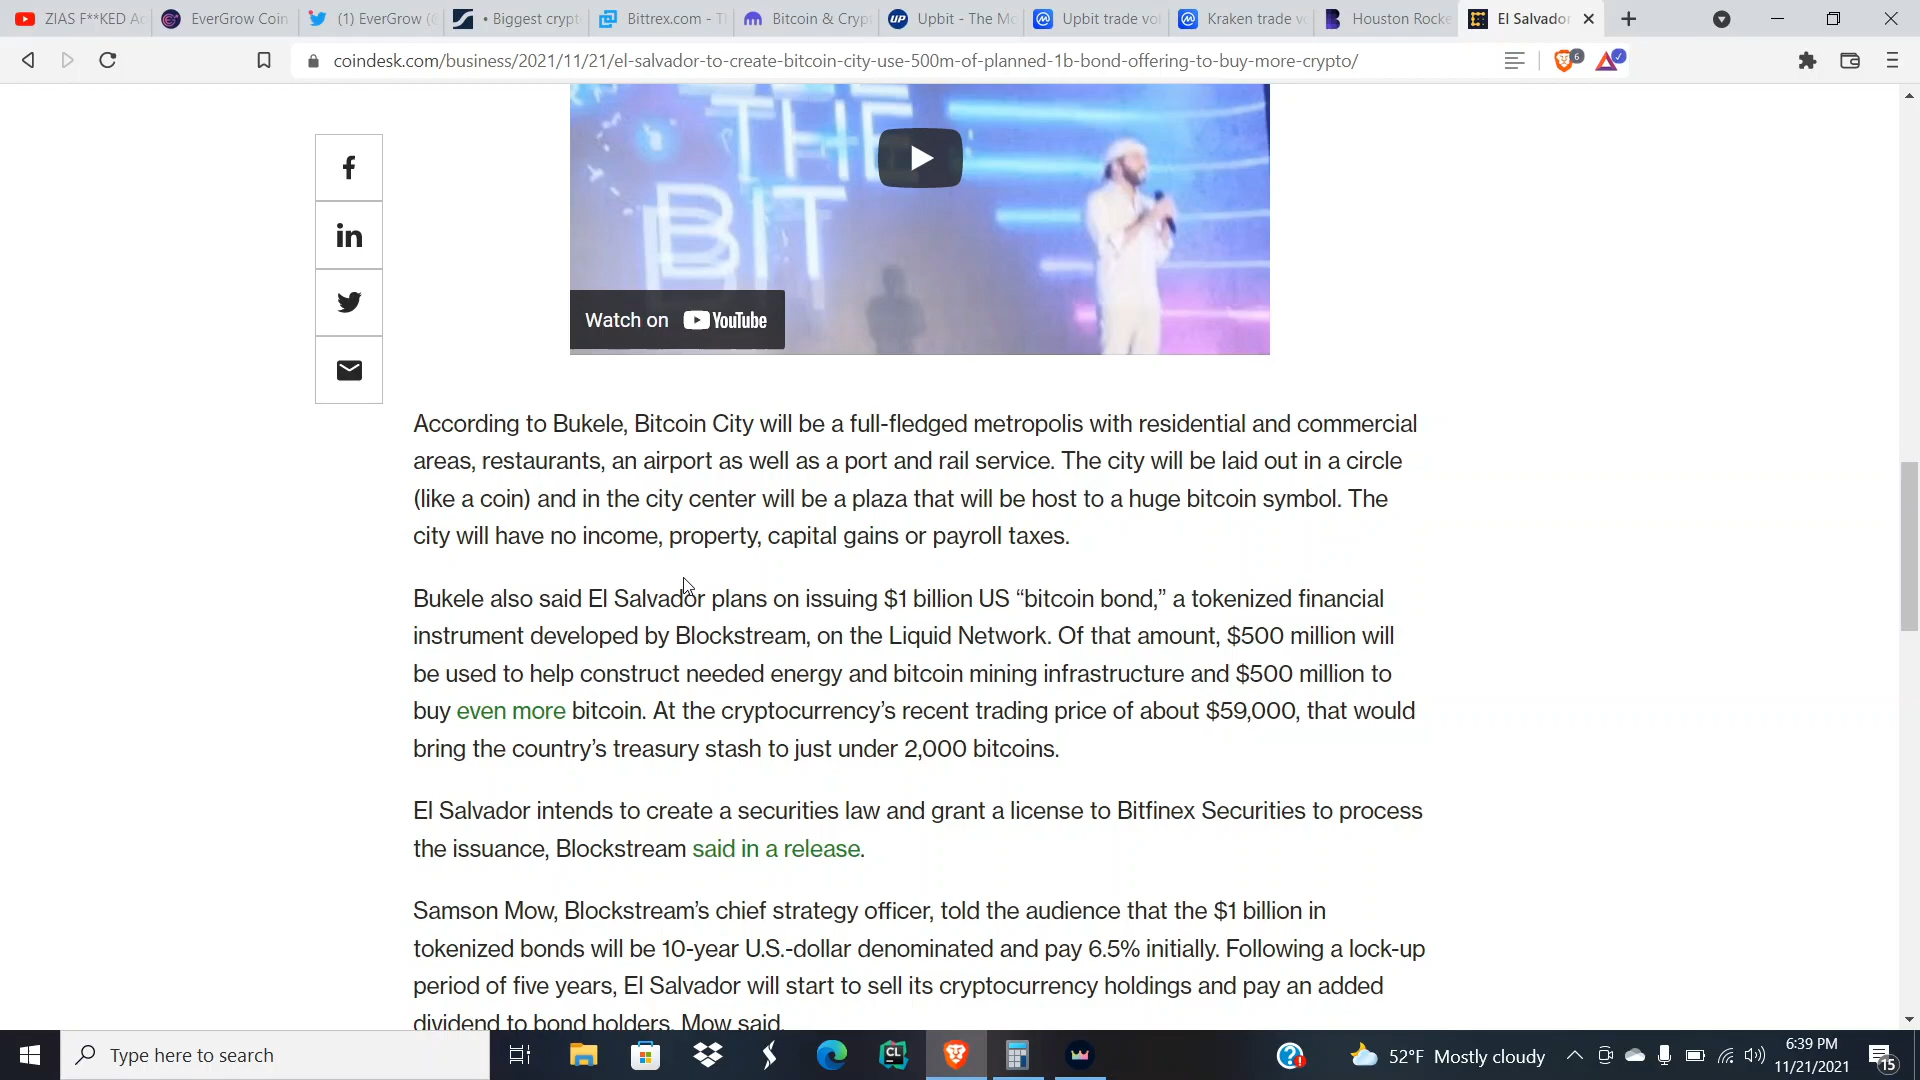 ZIAS F**KED Ac
EverGrow Coin
(1) EverGrow (@
• Biggest crypt
Bittrex.com - T
Bitcoin & Cryp
UP
Upbit - The Mo
Upbit trade vol
Kraken trade v
Houston Rocke
El Salvador
coindesk.com/business/2021/11/21/el-salvador-to-create-bitcoin-city-use-500m-of-planned-1b-bond-offering-to-buy-more-crypto/
6
THE
BIT
Watch on YouTube
f
in
According to Bukele, Bitcoin City will be a full-fledged metropolis with residential and commercial
areas, restaurants, an airport as well as a port and rail service. The city will be laid out in a circle
(like a coin) and in the city center will be a plaza that will be host to a huge bitcoin symbol. The
city will have no income, property, capital gains or payroll taxes.
Bukele also said El Salvador plans on issuing $1 billion US “bitcoin bond,” a tokenized financial
instrument developed by Blockstream, on the Liquid Network. Of that amount, $500 million will
be used to help construct needed energy and bitcoin mining infrastructure and $500 million to
buy even more bitcoin. At the cryptocurrency’s recent trading price of about $59,000, that would
bring the country’s treasury stash to just under 2,000 bitcoins.
El Salvador intends to create a securities law and grant a license to Bitfinex Securities to process
the issuance, Blockstream said in a release.
Samson Mow, Blockstream’s chief strategy officer, told the audience that the $1 billion in
tokenized bonds will be 10-year U.S.-dollar denominated and pay 6.5% initially. Following a lock-up
period of five years, El Salvador will start to sell its cryptocurrency holdings and pay an added
dividend to bond holders, Mow said.
Type here to search
CL
52°F Mostly cloudy
6:39 PM
11/21/2021
15